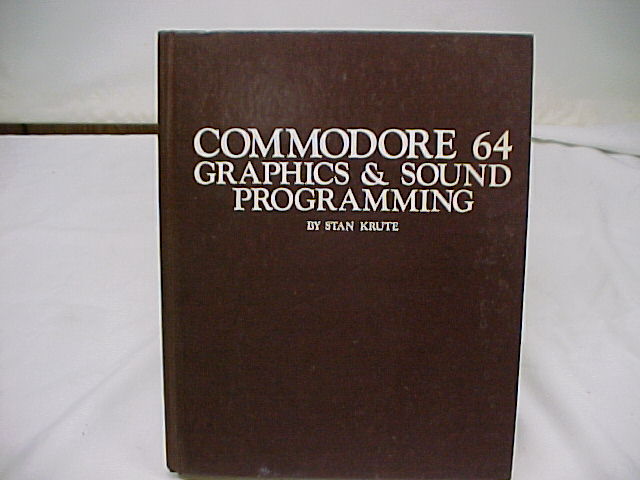 COMMODORE 64
GRAPHICS & SOUND
PROGRAMMING
BY STAN KRUTE